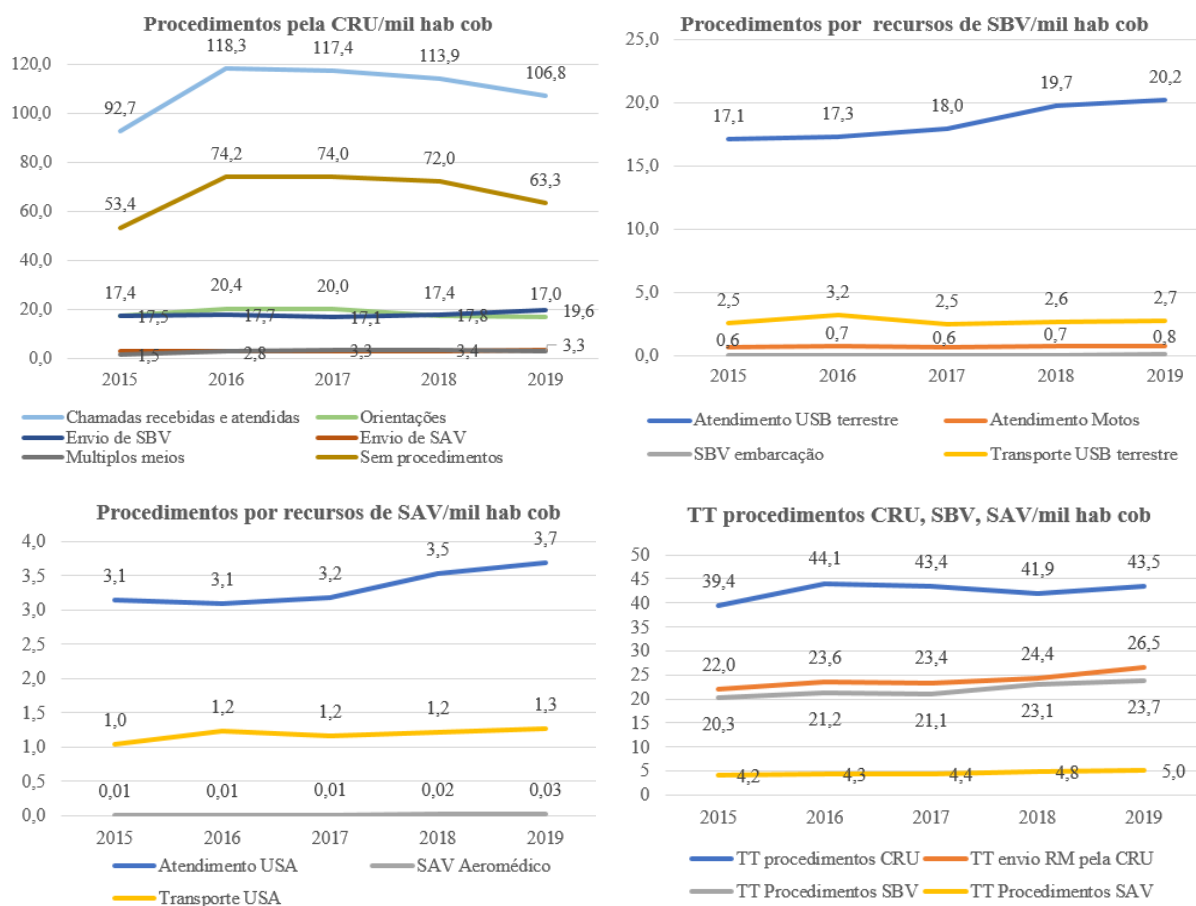 Procedimentos pela CRU/mil hab cob
118,3 117,4 113,9 106,8
120,0
92,7
100,0
80,0
74,2 74,0 72,0 63,3
53,4
60,0
40,0
17,4 20,4 20,0 17,4 17,0
20,0
17,5 17,7 17,1 17,8 19,6
0,0
1,5 2,8 3,3 3,4 3,3
2015 2016 2017 2018 2019
Chamadas recebidas e atendidas Orientações
Envio de SBV Envio de SAV
Multiplos meios Sem procedimentos
Procedimentos por recursos de SBV/mil hab cob
25,0
17,1 17,3 18,0 19,7 20,2
20,0
15,0
10,0
5,0
2,5 3,2 2,5 2,6 2,7
0,6 0,7 0,6 0,7 0,8
0,0
2015 2016 2017 2018 2019
Atendimento USB terrestre Atendimento Motos
SBV embarcação Transporte USB terrestre
Procedimentos por recursos de SAV/mil hab cob
4,0
3,1 3,1 3,2 3,5 3,7
3,5
3,0
2,5
2,0
1,5
1,0 1,2 1,2 1,2 1,3
1,0
0,5
0,01 0,01 0,01 0,02 0,03
0,0
2015 2016 2017 2018 2019
Atendimento USA SAV Aeromédico
Transporte USA
TT procedimentos CRU, SBV, SAV/mil hab cob
50
39,4 44,1 43,4 41,9 43,5
45
40
35
30
22,0 23,6 23,4 24,4 26,5
25
20
20,3 21,2 21,1 23,1 23,7
15
10
5
4,2 4,3 4,4 4,8 5,0
0
2015 2016 2017 2018 2019
TT procedimentos CRU TT envio RM pela CRU
TT Procedimentos SBV TT Procedimentos SAV